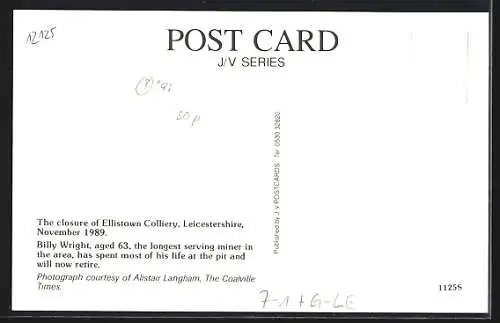 12125
POST CARD
J/V SERIES
60p
Published by J V POSTCARDS Tel 0530 32620
The closure of Ellistown Colliery, Leicestershire,
November 1989.
Billy Wright, aged 63, the longest serving miner in
the area, has spent most of his life at the pit and
will now retire.
Photograph courtesy of Alistair Langham, The Coalville
Times.
1125S